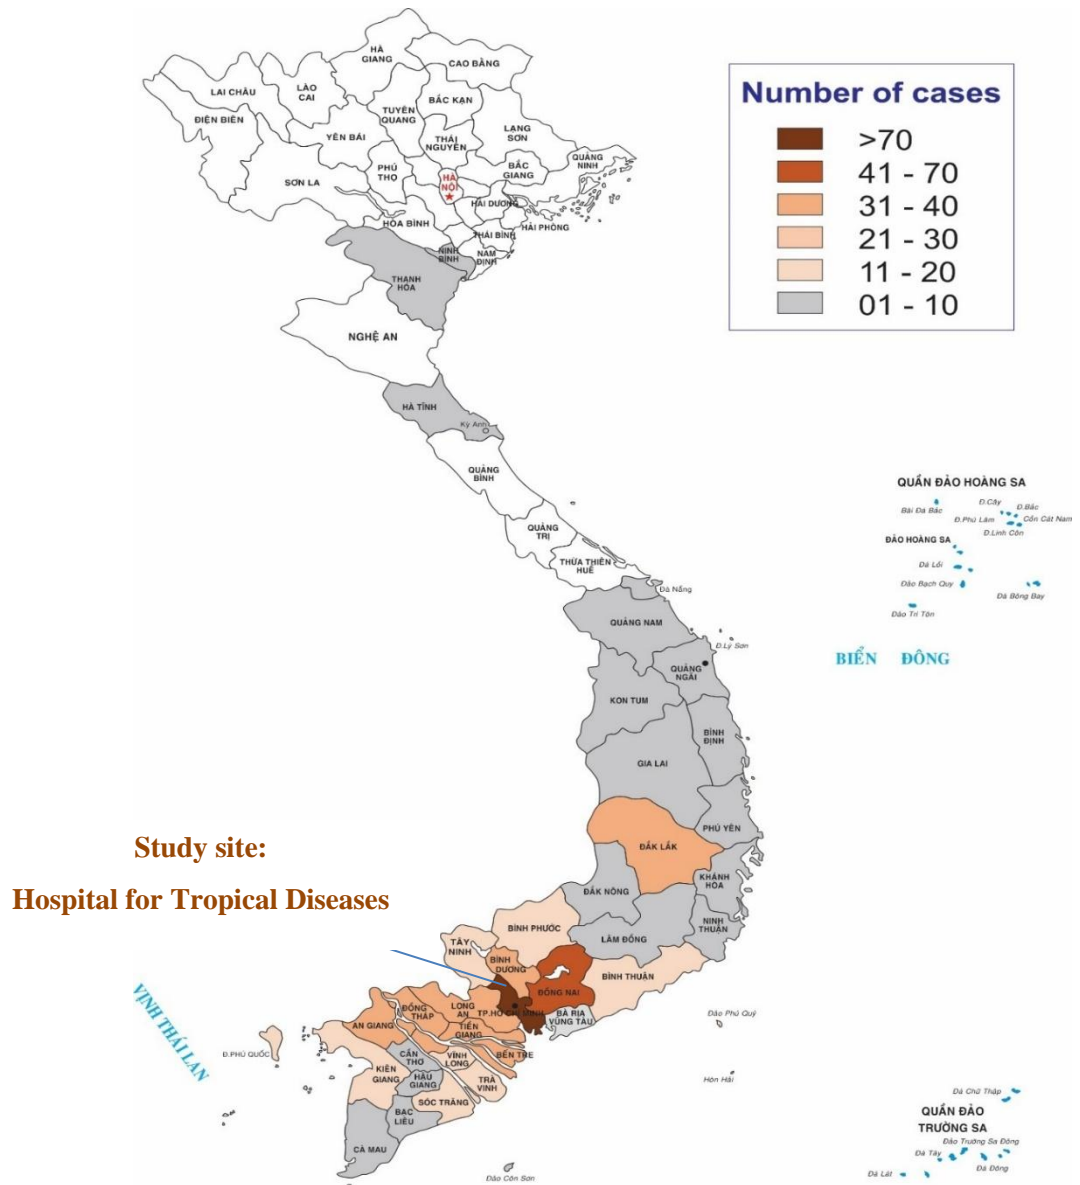 HÀ
GIANG
CAO BẰNG
LAI CHÂU
LÀO
CAI
ĐIỆN BIÊN
TUYÊN
QUANG
BẮC KẠN
YÊN BÁI
THÁI
NGUYÊN
LẠNG
SƠN
PHÚ
THỌ
BẮC
GIANG
QUẢNG
NINH
SƠN LA
HÀ
NỘI
HẢI DƯƠNG
HẢI PHÒNG
HÒA BÌNH
THÁI BÌNH
NINH
BÌNH
NAM
ĐỊNH
THANH
HÓA
NGHỆ AN
HÀ TĨNH
Kỳ Anh
QUẢNG
BÌNH
QUẢNG
TRỊ
THỪA THIÊN
HUẾ
Đà Nẵng
QUẢNG NAM
Đ.Lý Sơn
QUẢNG
NGÃI
KON TUM
BÌNH
ĐỊNH
GIA LAI
PHÚ YÊN
ĐẮK LẮK
KHÁNH
HÒA
ĐẮK NÔNG
NINH
THUẬN
LÂM ĐỒNG
BÌNH PHƯỚC
TÂY
NINH
BÌNH
DƯƠNG
BÌNH THUẬN
ĐỒNG NAI
BÀ RỊA
VŨNG TÀU
TP.HỒ CHÍ MINH
LONG
AN
ĐỒNG
THÁP
TIỀN
GIANG
AN GIANG
BẾN TRE
CẦN
THƠ
VĨNH
LONG
KIÊN
GIANG
HẬU
GIANG
TRÀ
VINH
SÓC TRĂNG
BẠC
LIÊU
CÀ MAU
Đ.PHÚ QUỐC
Đảo Phú Quý
Hòn Hải
Đảo Côn Sơn
VỊNH THÁI LAN
Study site:
Hospital for Tropical Diseases
Number of cases
>70
41 - 70
31 - 40
21 - 30
11 - 20
01 - 10
QUẦN ĐẢO HOÀNG SA
Bãi Đá Bắc
Đ.Cây
Đ.Bắc
Đ.Phú Lâm
Cồn Cát Nam
Đ.Linh Côn
ĐẢO HOÀNG SA
Đá Lồi
Đảo Bạch Quy
Đá Bông Bay
Đảo Tri Tôn
BIỂN ĐÔNG
Đá Chữ Thập
QUẦN ĐẢO
TRƯỜNG SA
Đảo Trường Sa Đông
Đá Tây
Đá Đông
Đá Lát